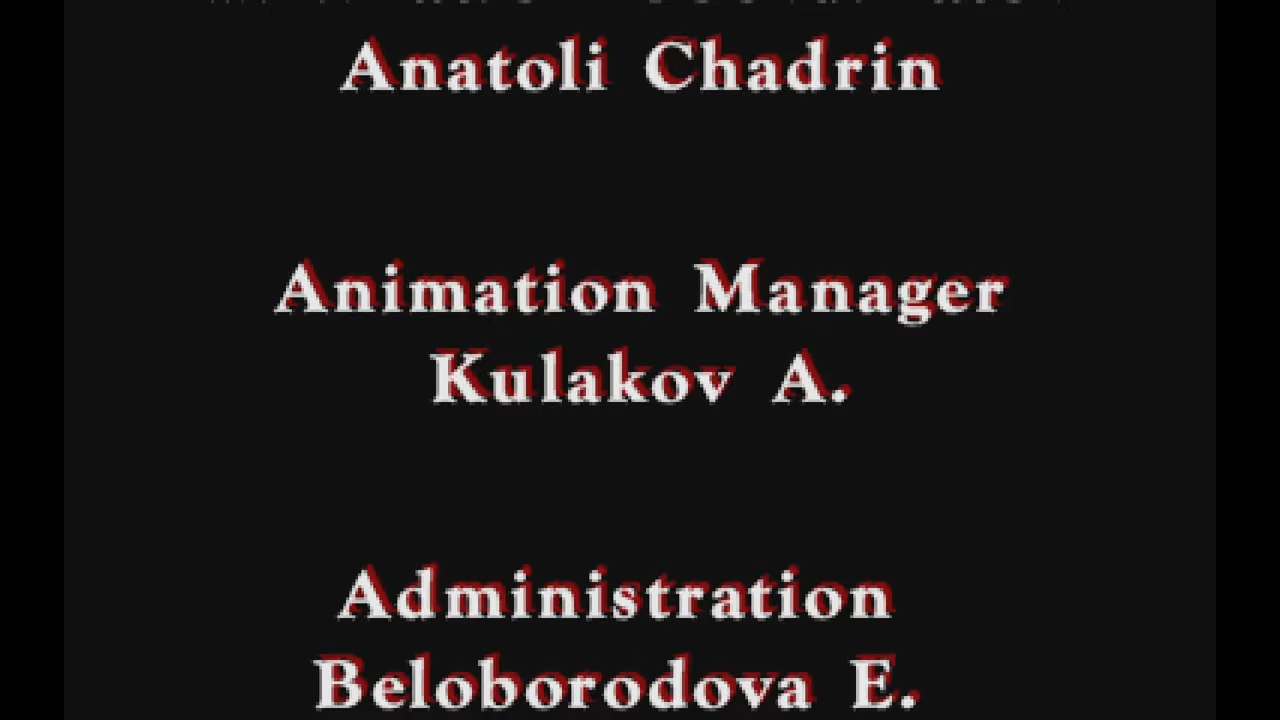 Anatoli Chadrin
Animation Manager
Kulakov A.
Administration
Beloborodova E.